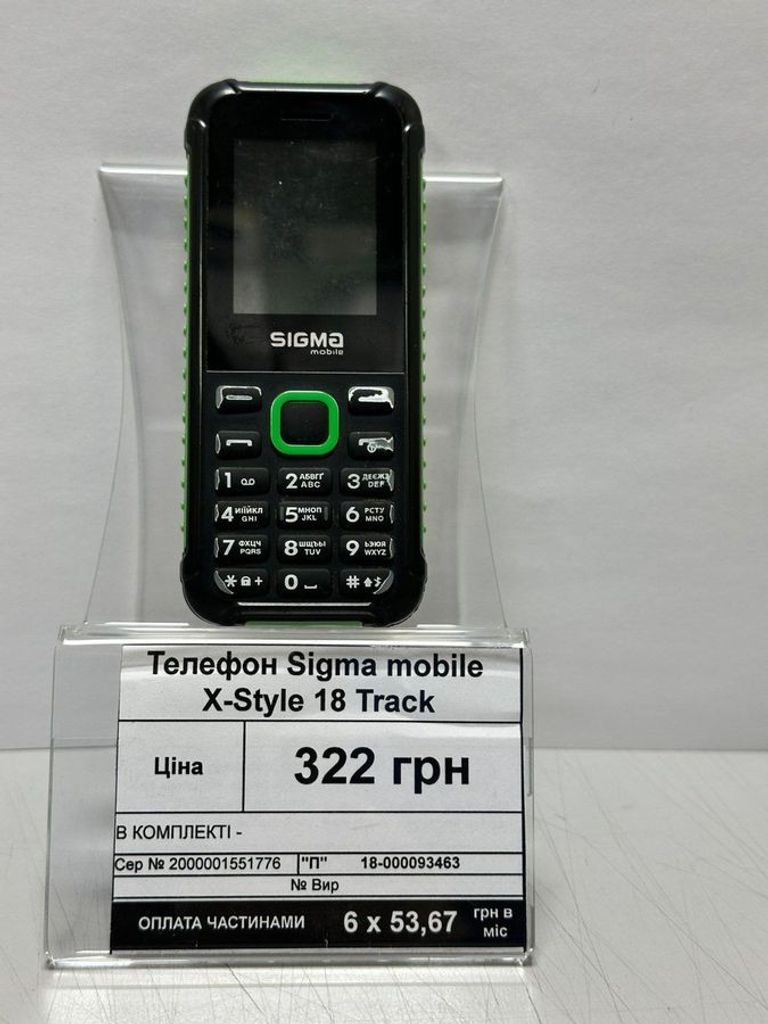 SIGMA
mobile
1
2 АБВГҐ ABC
3 ДЕЄЖЗ DEF
4 ИІЇЙКЛ GHI
5 МНОП JKL
6 РСТУ MNO
7 ФХЦЧ PQRS
8 ШЩЪЫ TUV
9 ЬЭЮЯ WXYZ
* +
0
#
Телефон Sigma mobile
X-Style 18 Track
Ціна 322 грн
В КОМПЛЕКТІ -
Сер № 2000001551776 "П" 18-000093463
№ Вир
ОПЛАТА ЧАСТИНАМИ 6 x 53,67 грн в
міс